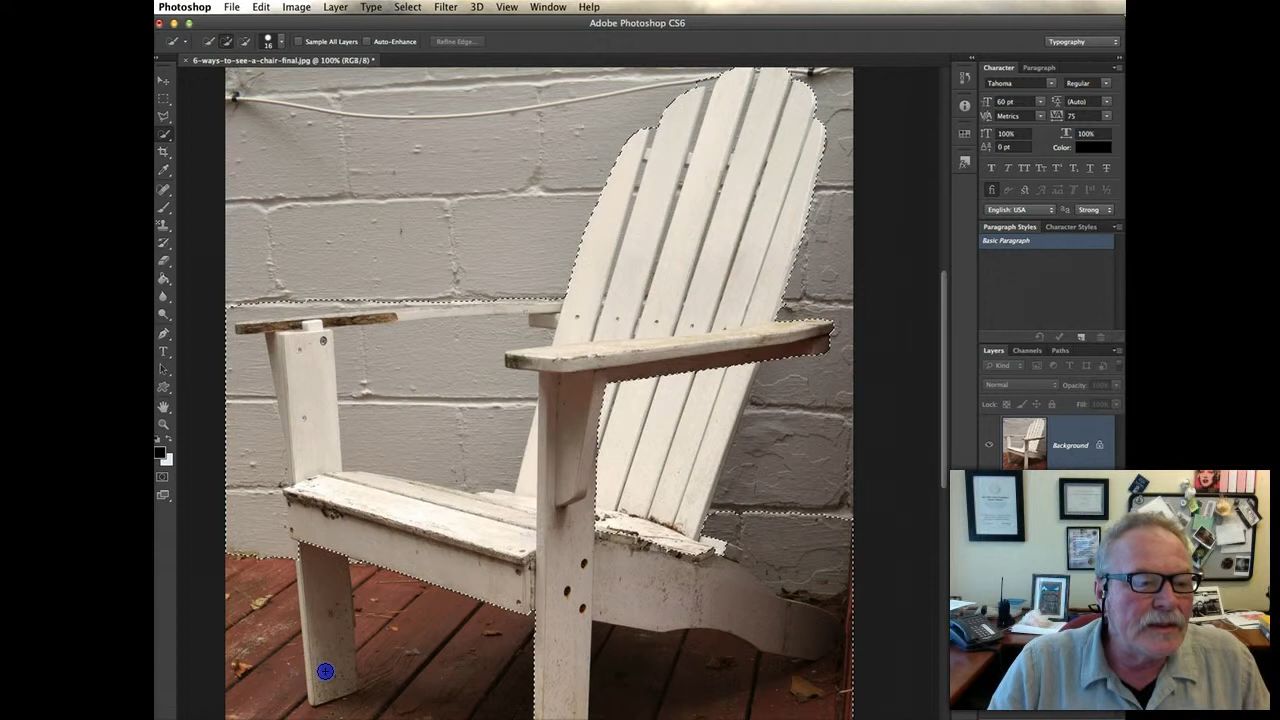 Photoshop File Edit Image Layer Type Select Filter 3D View Window Help
Adobe Photoshop CS6
16 Sample All Layers Auto-Enhance Refine Edge... Typography
6-ways-to-see-a-chair-final.jpg @ 100% (RGB/8) *
Character Paragraph
Tahoma Regular
60 pt (Auto)
Metrics 75
100% 100%
0 pt Color:
English: USA Strong
Paragraph Styles Character Styles
Basic Paragraph
Layers Channels Paths
Kind
Normal Opacity: 100%
Lock: Fill: 100%
Background